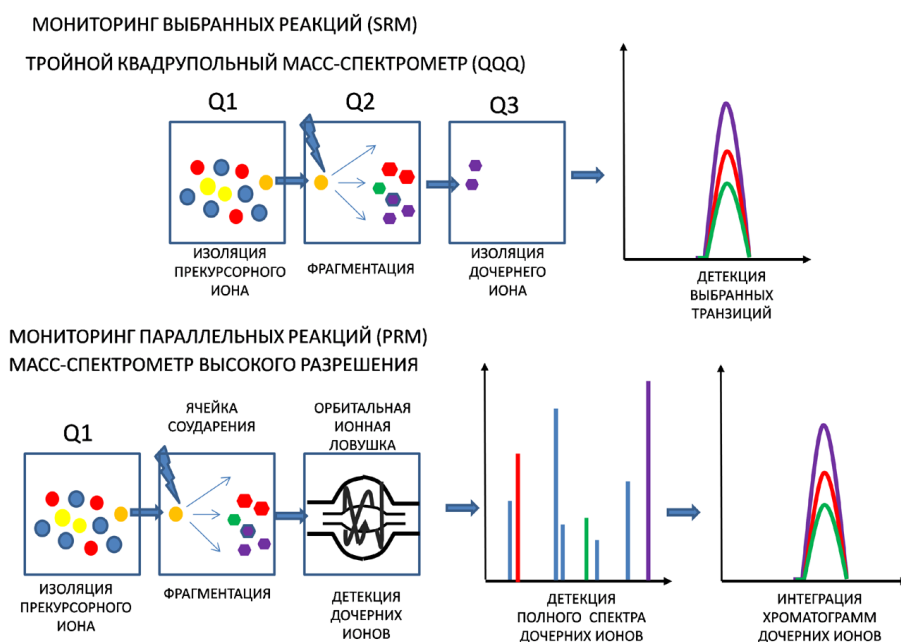 МОНИТОРИНГ ВЫБРАННЫХ РЕАКЦИЙ (SRM)
ТРОЙНОЙ КВАДРУПОЛЬНЫЙ МАСС-СПЕКТРОМЕТР (QQQ)
Q1
Q2
Q3
ИЗОЛЯЦИЯ
ПРЕКУРСОРНОГО
ИОНА
ФРАГМЕНТАЦИЯ
ИЗОЛЯЦИЯ
ДОЧЕРНЕГО
ИОНА
ДЕТЕКЦИЯ
ВЫБРАННЫХ
ТРАНЗИЦИЙ
МОНИТОРИНГ ПАРАЛЛЕЛЬНЫХ РЕАКЦИЙ (PRM)
МАСС-СПЕКТРОМЕТР ВЫСОКОГО РАЗРЕШЕНИЯ
Q1
ЯЧЕЙКА
СОУДАРЕНИЯ
ОРБИТАЛЬНАЯ
ИОННАЯ
ЛОВУШКА
ИЗОЛЯЦИЯ
ПРЕКУРСОРНОГО
ИОНА
ФРАГМЕНТАЦИЯ
ДЕТЕКЦИЯ
ДОЧЕРНИХ
ИОНОВ
ДЕТЕКЦИЯ
ПОЛНОГО СПЕКТРА
ДОЧЕРНИХ ИОНОВ
ИНТЕГРАЦИЯ
ХРОМАТОГРАММ
ДОЧЕРНИХ ИОНОВ